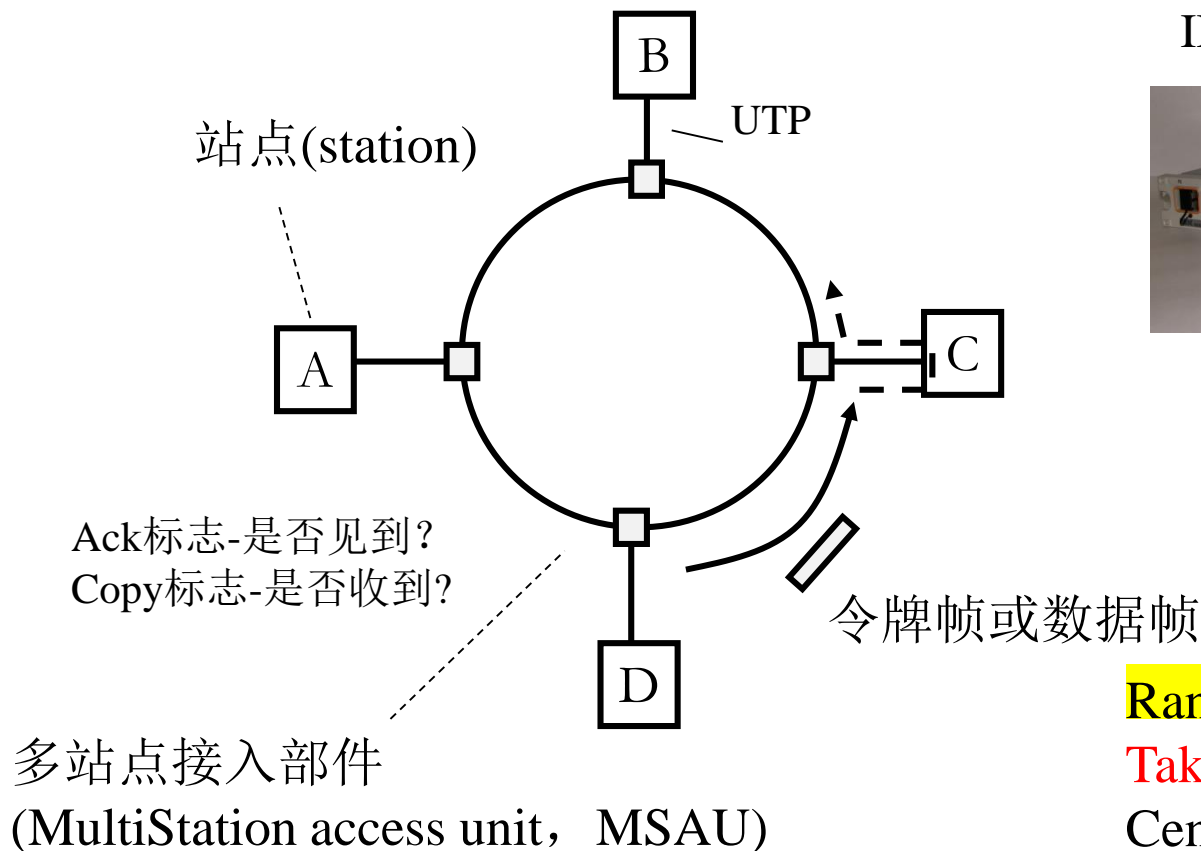 B
UTP
站点(station)
A
C
Ack标志-是否见到?
Copy标志-是否收到?
令牌帧或数据帧
D
多站点接入部件
(MultiStation access unit, MSAU)